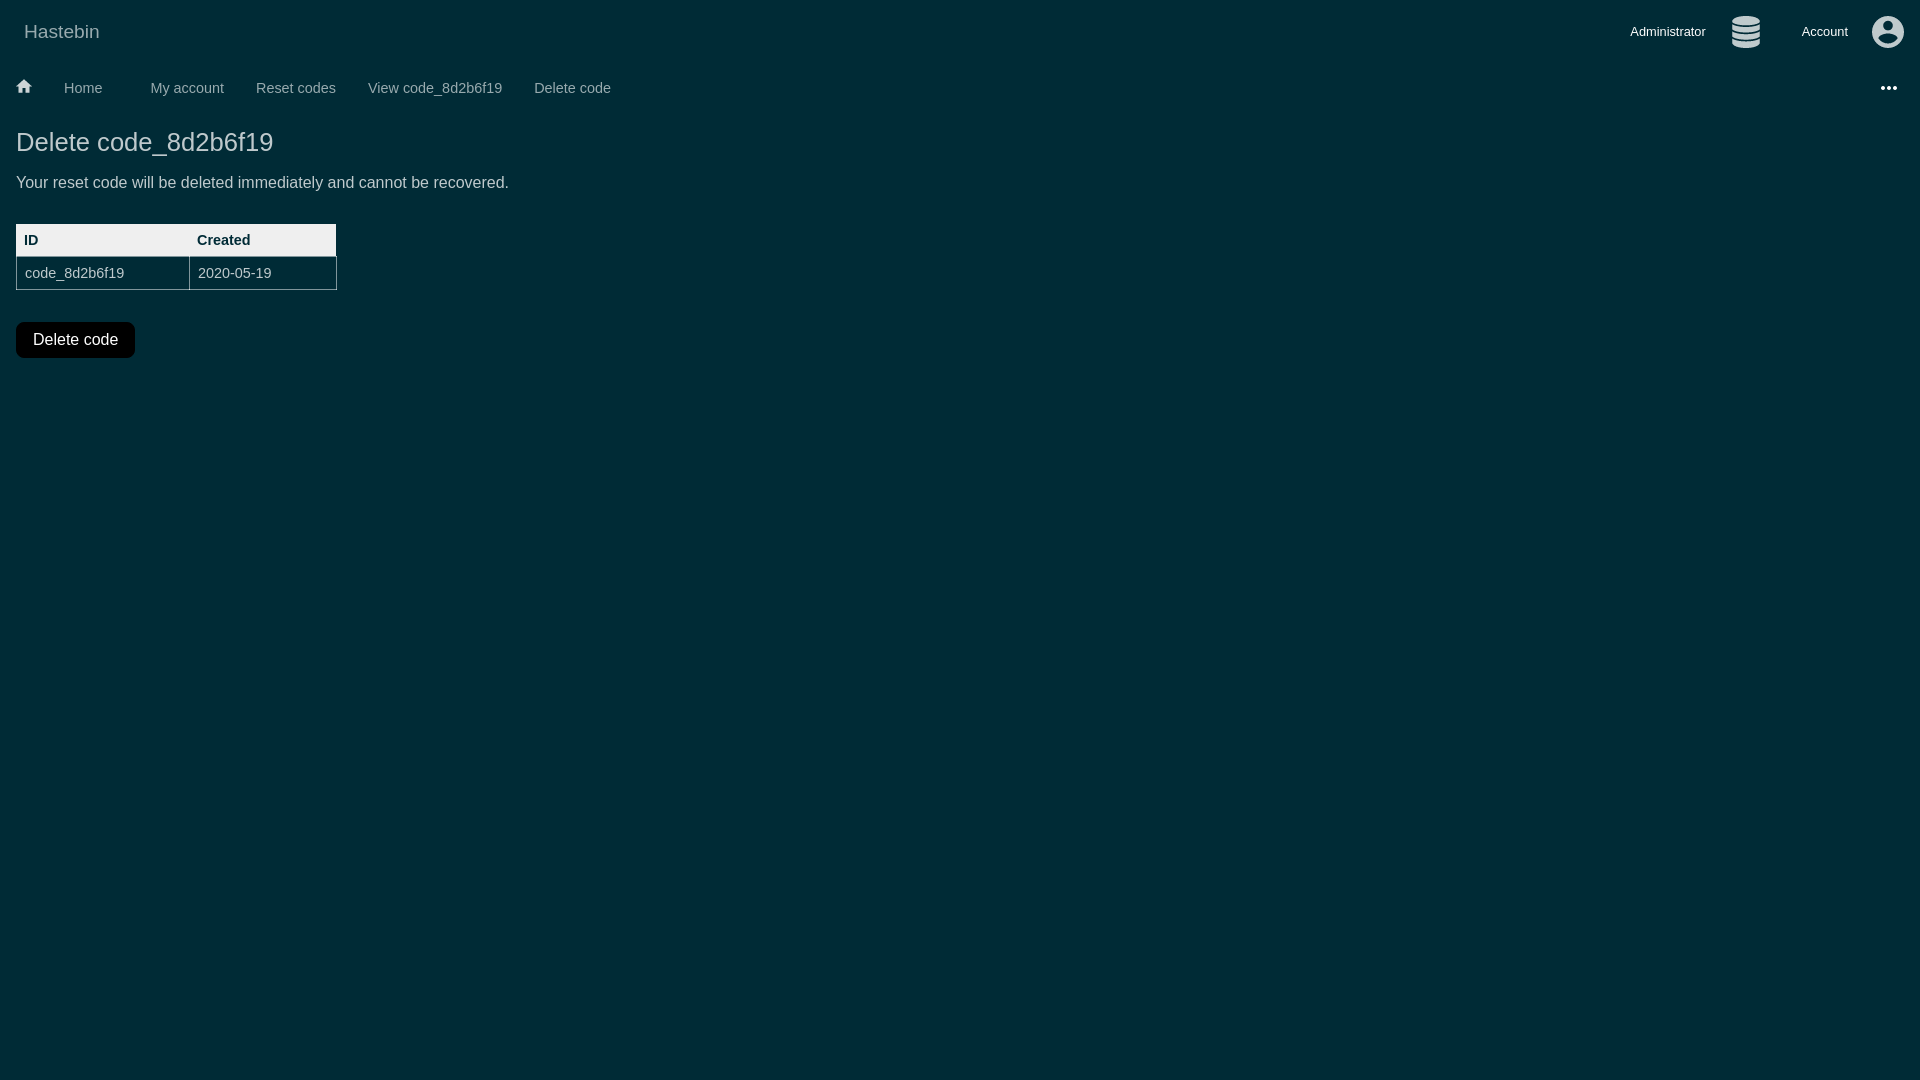 Hastebin
Administrator
Account
Home
My account
Reset codes
View code_8d2b6f19
Delete code
Delete code_8d2b6f19
Your reset code will be deleted immediately and cannot be recovered.
ID Created
code_8d2b6f19 2020-05-19
Delete code